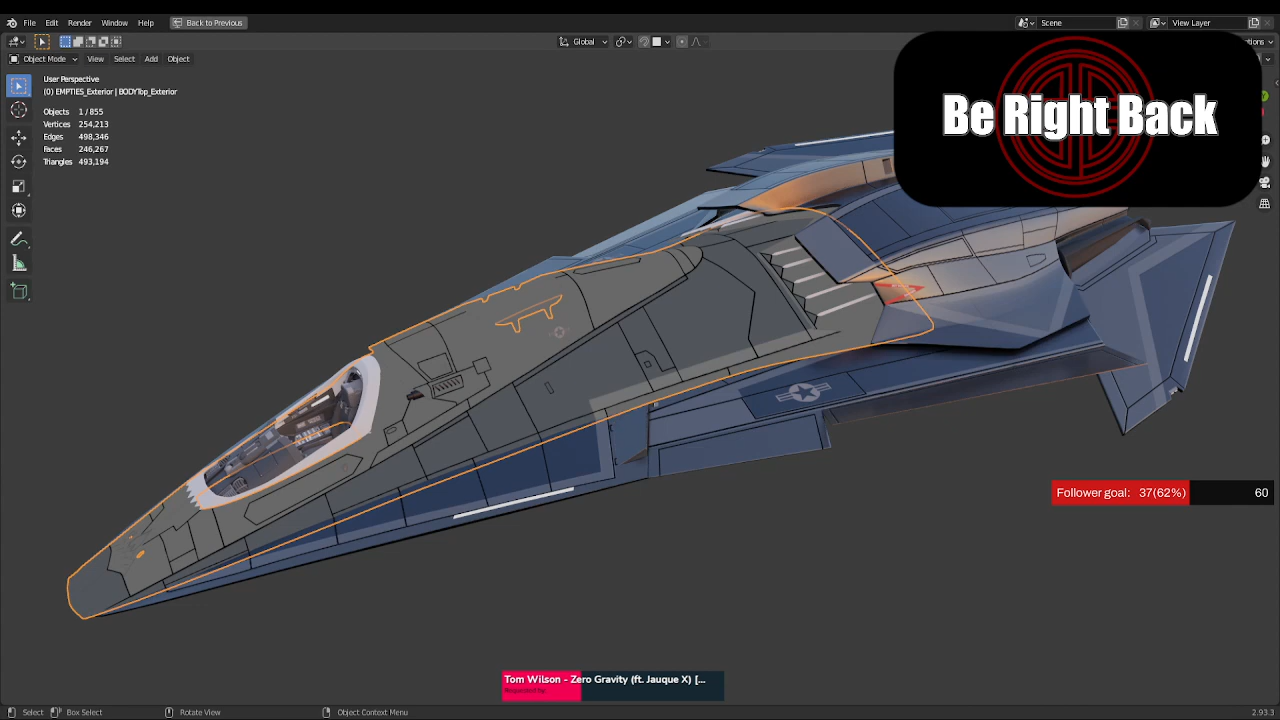 File Edit Render Window Help Back to Previous Scene View Layer
Global
Object Mode View Select Add Object
User Perspective
(0) EMPTIES_Exterior | BODYTop_Exterior
Objects 1 / 855
Vertices 254,213
Edges 498,346
Faces 246,267
Triangles 493,194
Be Right Back
Follower goal: 37(62%) 60
Tom Wilson - Zero Gravity (ft. Jauque X) [...
Requested by:
Select Box Select Rotate View Object Context Menu 2.93.3